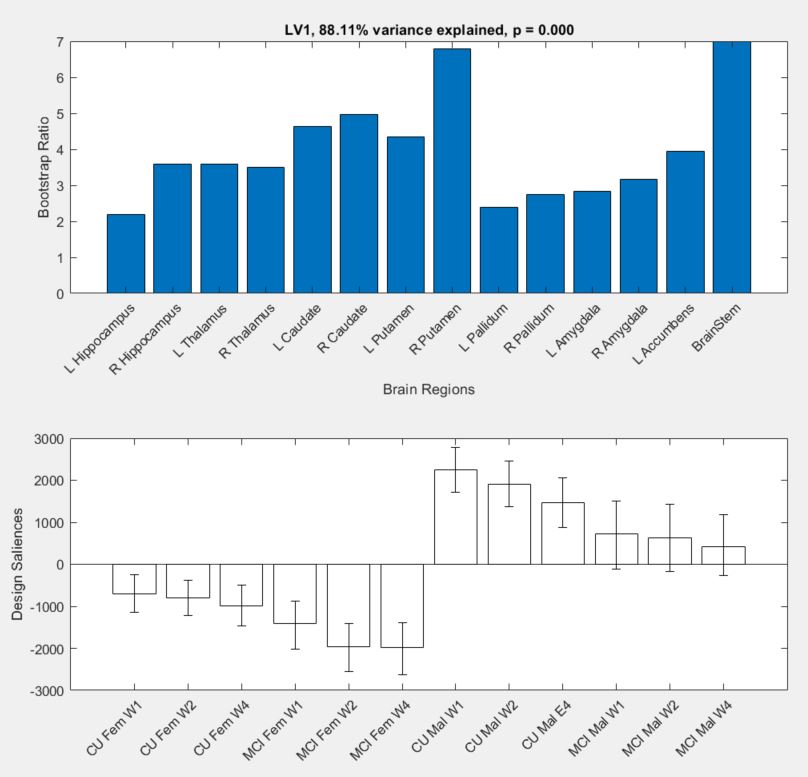 LV1, 88.11% variance explained, p = 0.000
7
6
5
4
3
2
1
0
Bootstrap Ratio
L Hippocampus
R Hippocampus
L Thalamus
R Thalamus
L Caudate
R Caudate
L Putamen
R Putamen
L Pallidum
R Pallidum
L Amygdala
R Amygdala
L Accumbens
BrainStem
Brain Regions
3000
2000
1000
0
-1000
-2000
-3000
Design Saliences
CU Fem W1
CU Fem W2
CU Fem W4
MCI Fem W1
MCI Fem W2
MCI Fem W4
CU Mal W1
CU Mal W2
CU Mal E4
MCI Mal W1
MCI Mal W2
MCI Mal W4